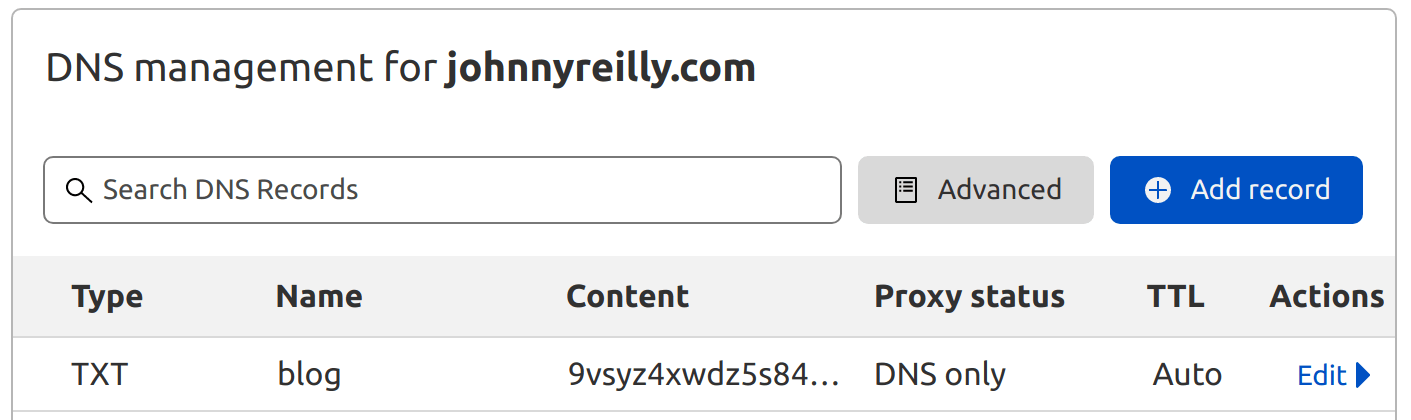 DNS management for johnnyreilly.com
Search DNS Records Advanced Add record
Type Name Content Proxy status TTL Actions
TXT blog 9vsyz4xwdz5s84... DNS only Auto Edit